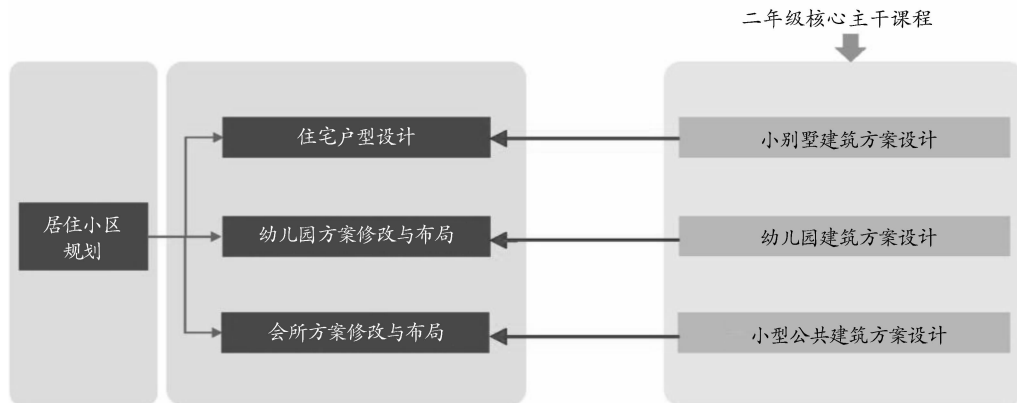 二年级核心主干课程
住宅户型设计
小别墅建筑方案设计
居住小区
规划
幼儿园方案修改与布局
幼儿园建筑方案设计
会所方案修改与布局
小型公共建筑方案设计